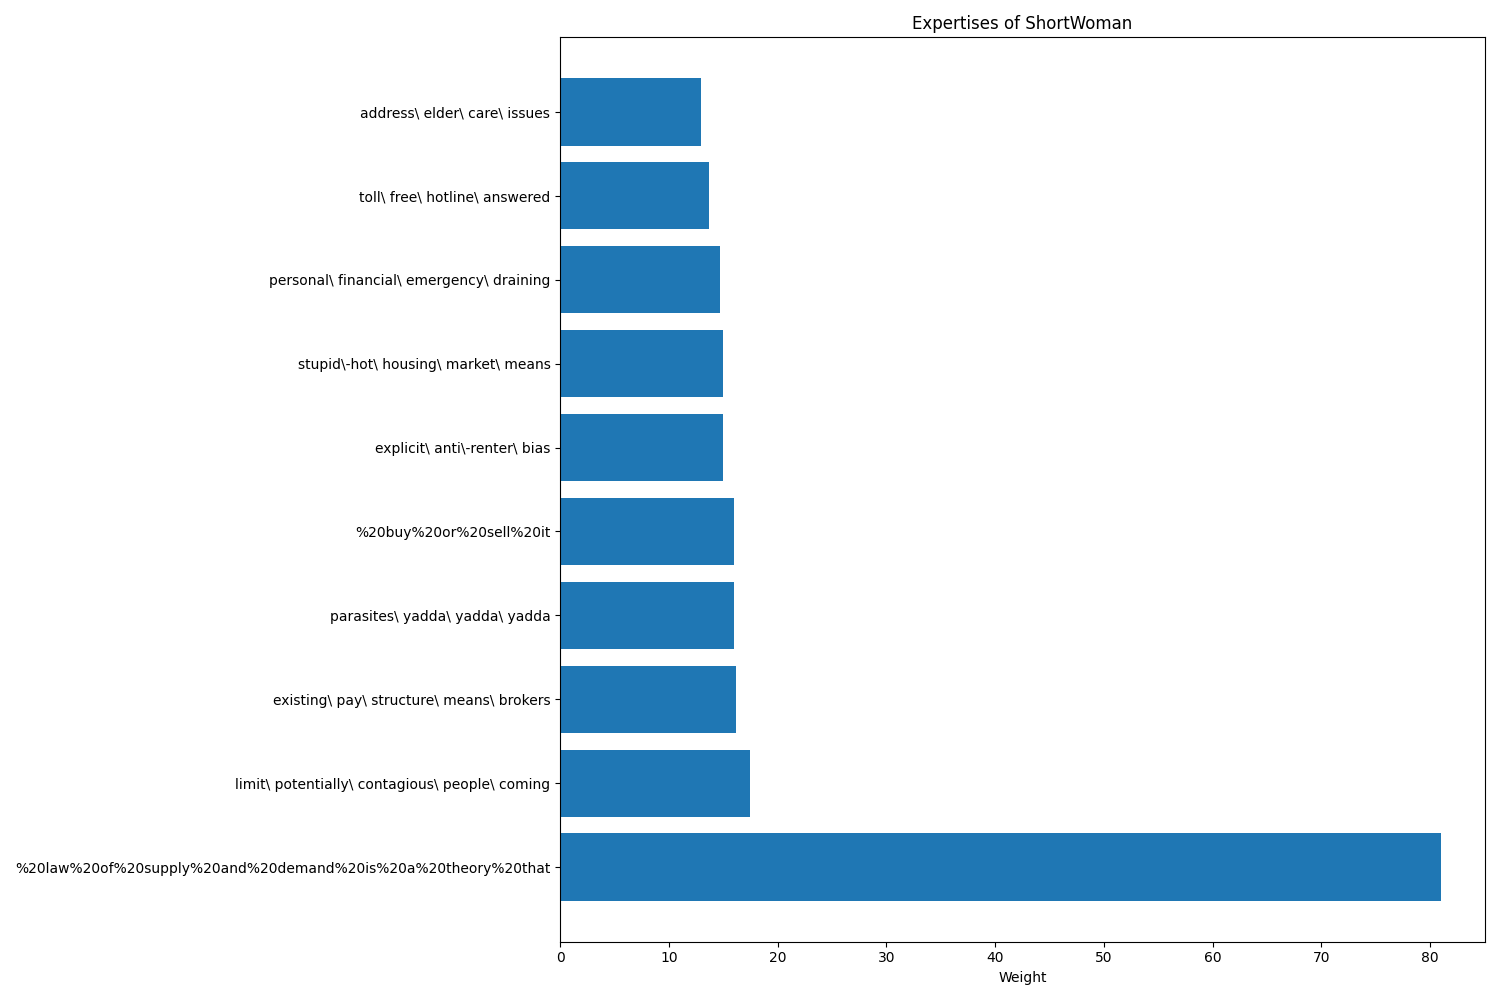 Expertises of ShortWoman
address\ elder\ care\ issues
toll\ free\ hotline\ answered
personal\ financial\ emergency\ draining
stupid\-hot\ housing\ market\ means
explicit\ anti\-renter\ bias
%20buy%20or%20sell%20it
parasites\ yadda\ yadda\ yadda
existing\ pay\ structure\ means\ brokers
limit\ potentially\ contagious\ people\ coming
%20law%20of%20supply%20and%20demand%20is%20a%20theory%20that
0 10 20 30 40 50 60 70 80
Weight